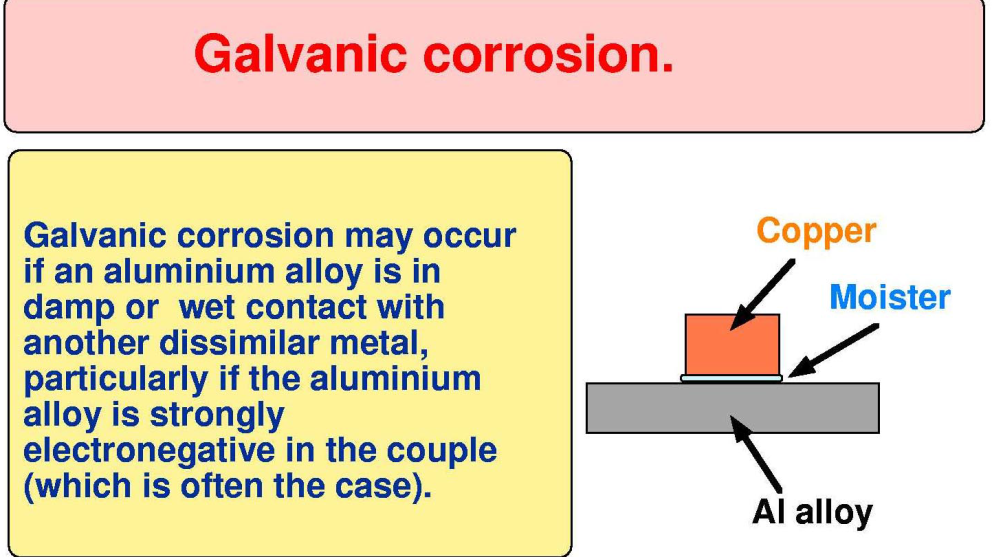 Galvanic corrosion.
Galvanic corrosion may occur
if an aluminium alloy is in
damp or  wet contact with
another dissimilar metal,
particularly if the aluminium
alloy is strongly
electronegative in the couple
(which is often the case).
Copper
Moister
Al alloy